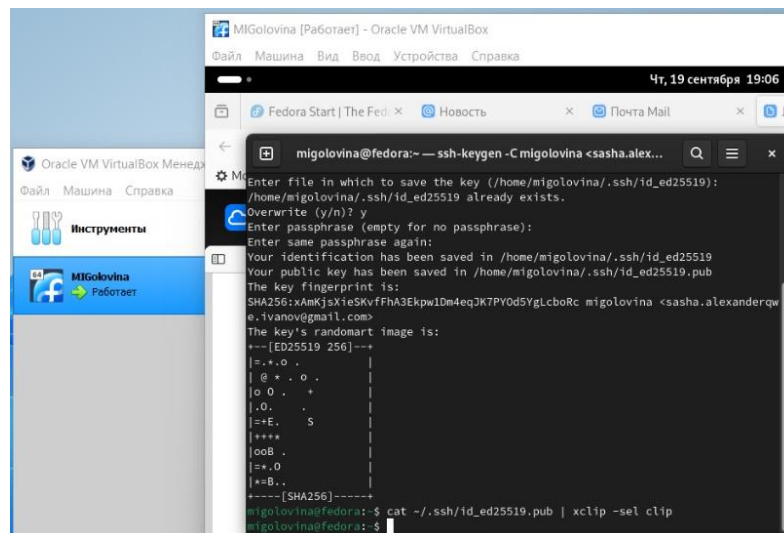 MIGolovina [Работает] - Oracle VM VirtualBox
Файл Машина Вид Ввод Устройства Справка
Чт, 19 сентября 19:06
Fedora Start | The Fed
Новость
Почта Mail
Oracle VM VirtualBox Менед
Файл Машина Справка
Инструменты
64
MIGolovina
Работает
migolovina@fedora:~ — ssh-keygen -C migolovina <sasha.alex...
Enter file in which to save the key (/home/migolovina/.ssh/id_ed25519):
/home/migolovina/.ssh/id_ed25519 already exists.
Overwrite (y/n)? y
Enter passphrase (empty for no passphrase):
Enter same passphrase again:
Your identification has been saved in /home/migolovina/.ssh/id_ed25519
Your public key has been saved in /home/migolovina/.ssh/id_ed25519.pub
The key fingerprint is:
SHA256:xAmKjsXieSKvfFhA3Ekpw1Dm4eqJK7PYOd5YgLcboRc migolovina <sasha.alexanderqw
e.ivanov@gmail.com>
The key's randomart image is:
+--[ED25519 256]--+
|=.*.o .          |
| @ * . o .       |
|o O .   +        |
|.O.    .         |
|=+E.    S        |
|++++*            |
|ooB .            |
|=*.O             |
|*=B..            |
+----[SHA256]-----+
migolovina@fedora:~$ cat ~/.ssh/id_ed25519.pub | xclip -sel clip
migolovina@fedora:~$